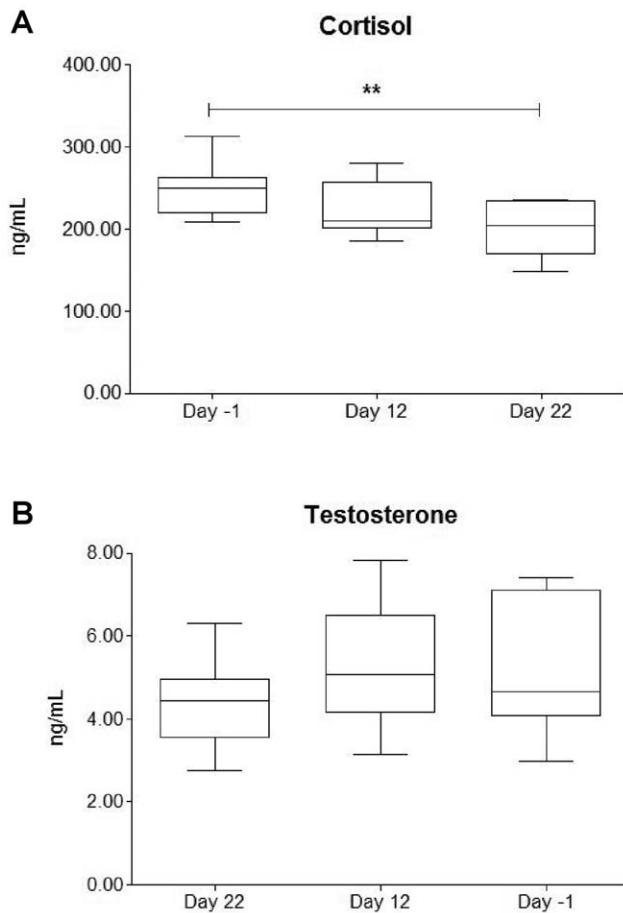 A
Cortisol
400.00
**
300.00
ng/mL
200.00
100.00
0.00
Day -1 Day 12 Day 22
B
Testosterone
8.00
6.00
ng/mL
4.00
2.00
0.00
Day 22 Day 12 Day -1